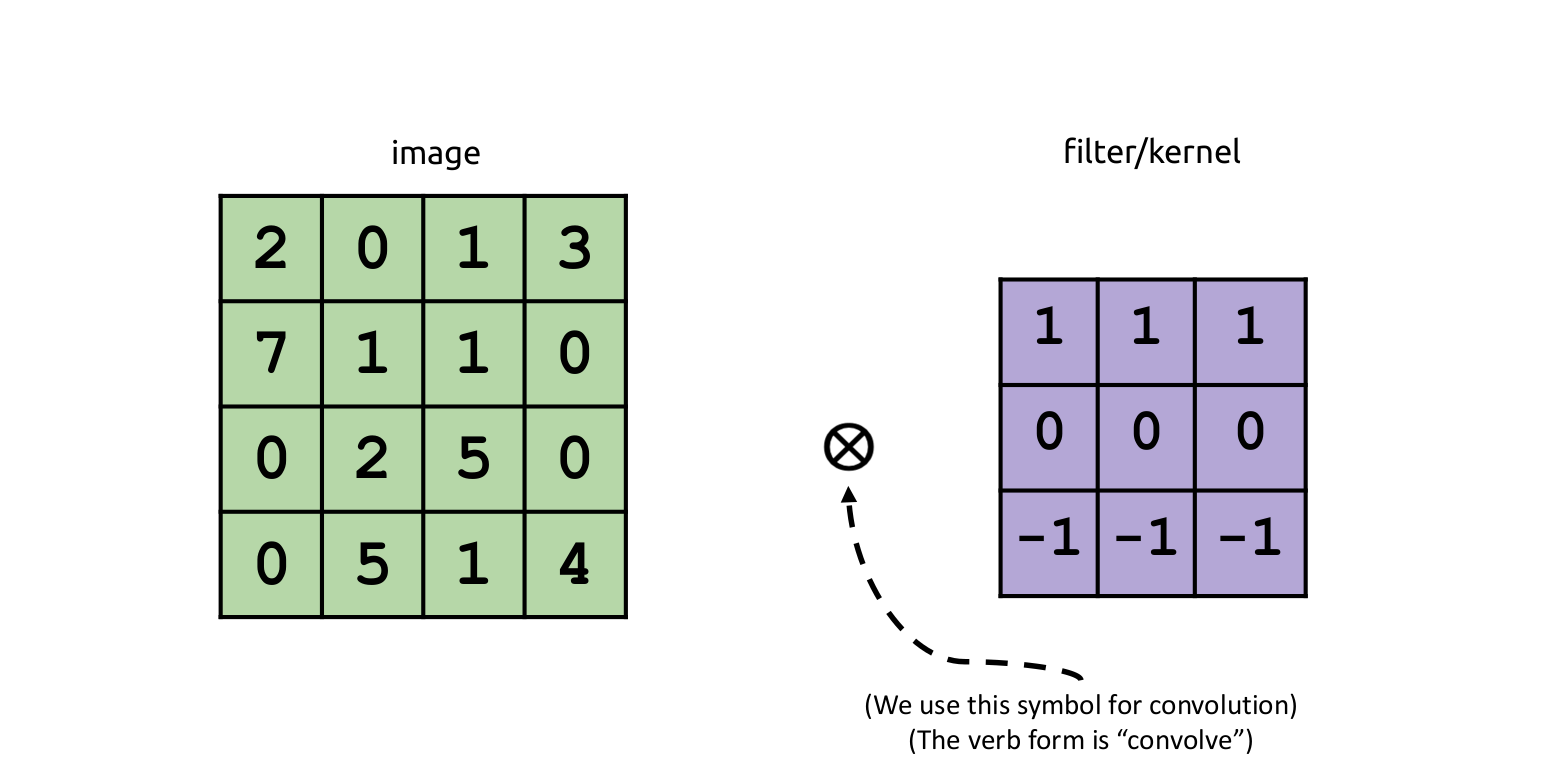 image
filter/kernel
2 0 1 3
7 1 1 0
0 2 5 0
0 5 1 4
1 1 1
0 0 0
-1 -1 -1
(We use this symbol for convolution)
(The verb form is “convolve”)